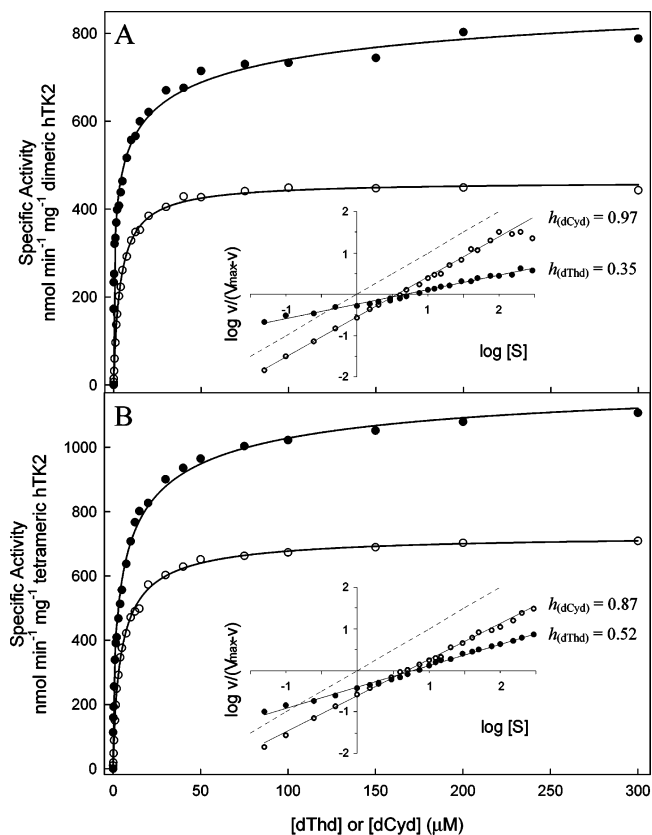 A
Specific Activity
nmol min⁻¹ mg⁻¹ dimeric hTK2
800
600
400
200
0
log v/(Vmax-v)
2
1
-1
-2
-1
1
2
log [S]
h(dCyd) = 0.97
h(dThd) = 0.35
B
Specific Activity
nmol min⁻¹ mg⁻¹ tetrameric hTK2
1000
800
600
400
200
0
log v/(Vmax-v)
2
1
-1
-2
-1
1
2
log [S]
h(dCyd) = 0.87
h(dThd) = 0.52
0 50 100 150 200 250 300
[dThd] or [dCyd] (μM)